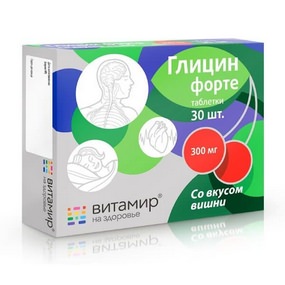 Глицин
форте
таблетки
30 шт.
300 мг
Со вкусом
вишни
витамир®
на здоровье